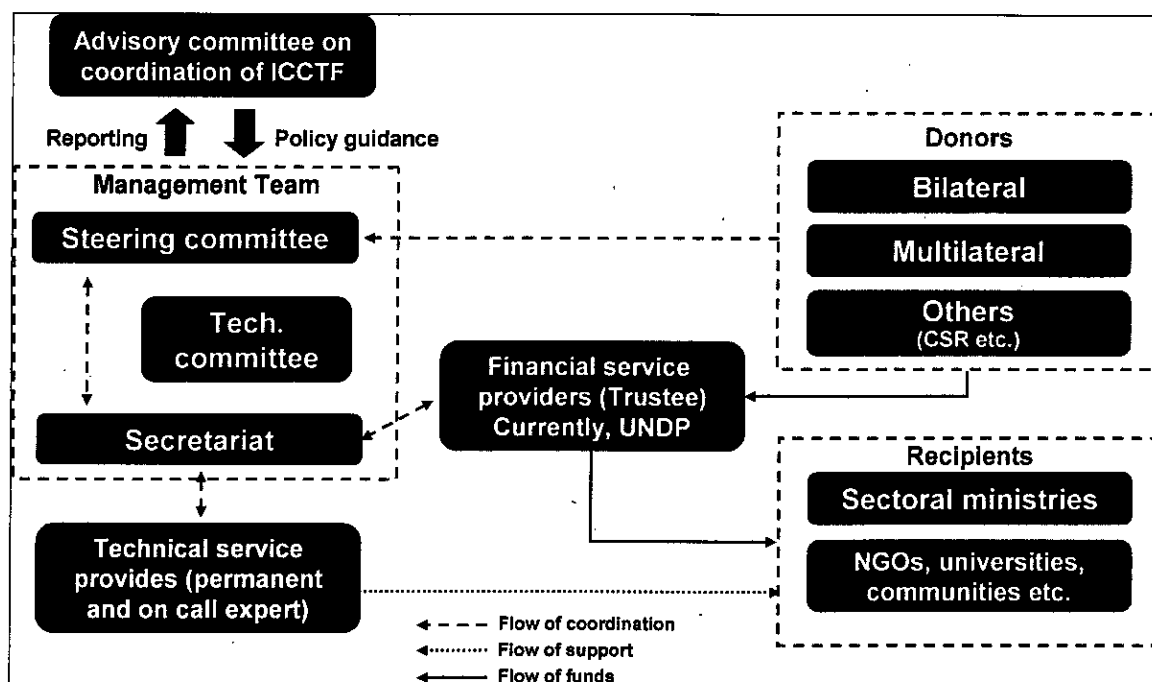 Advisory committee on
coordination of ICCTF
Reporting
Policy guidance
Management Team
Steering committee
Tech.
committee
Secretariat
Technical service
provides (permanent
and on call expert)
Financial service
providers (Trustee)
Currently, UNDP
Donors
Bilateral
Multilateral
Others
(CSR etc.)
Recipients
Sectoral ministries
NGOs, universities,
communities etc.
Flow of coordination
Flow of support
Flow of funds